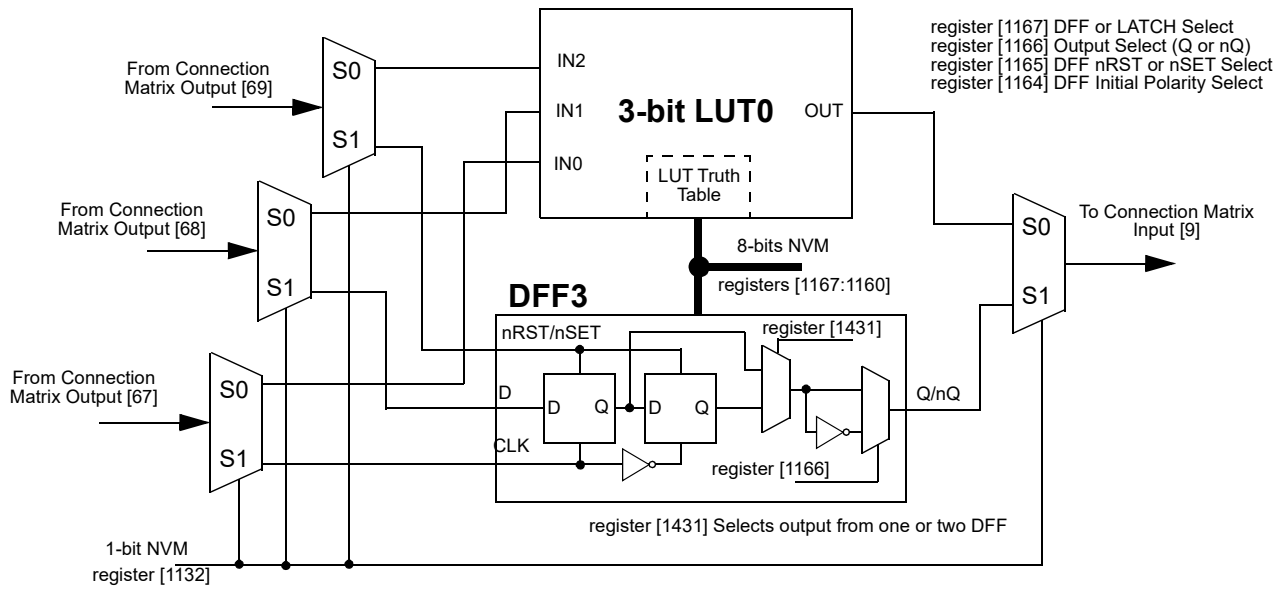 register [1167] DFF or LATCH Select
register [1166] Output Select (Q or nQ)
register [1165] DFF nRST or nSET Select
register [1164] DFF Initial Polarity Select
From Connection
Matrix Output [69]
S0
S1
IN2
IN1
IN0
3-bit LUT0
OUT
LUT Truth
Table
From Connection
Matrix Output [68]
S0
S1
8-bits NVM
registers [1167:1160]
S0
S1
To Connection Matrix
Input [9]
DFF3
nRST/nSET
register [1431]
From Connection
Matrix Output [67]
S0
S1
D
D
Q
D
Q
Q/nQ
CLK
register [1166]
register [1431] Selects output from one or two DFF
1-bit NVM
register [1132]